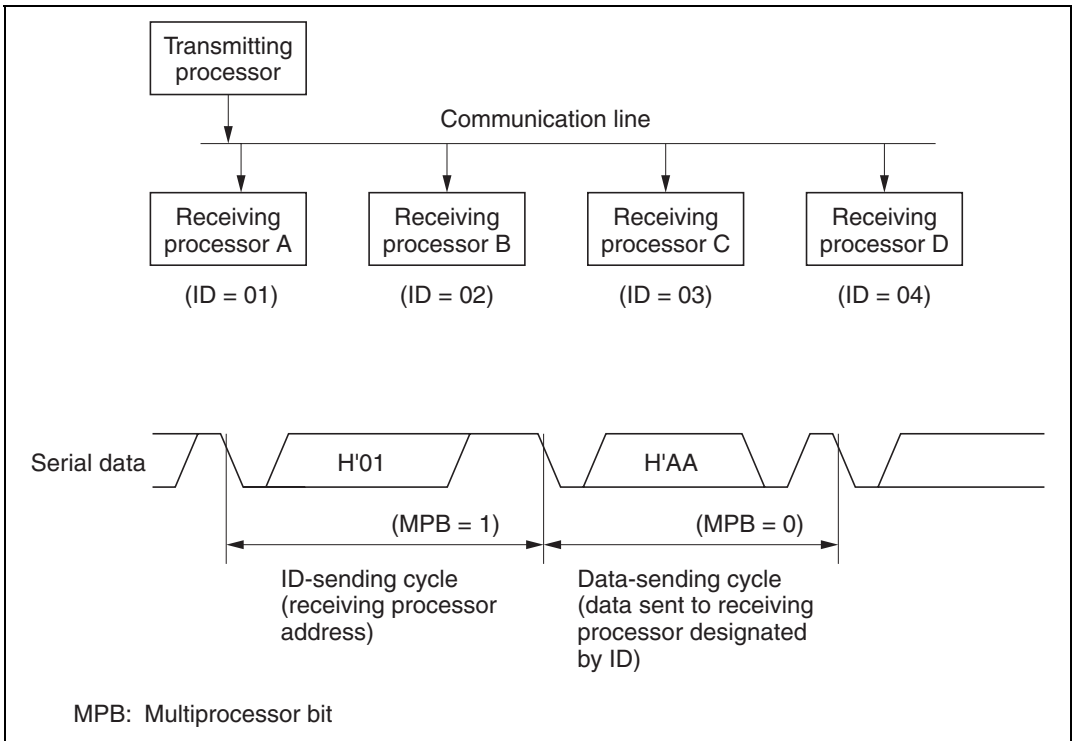 Transmitting
processor
Communication line
Receiving
processor A
Receiving
processor B
Receiving
processor C
Receiving
processor D
(ID = 01)
(ID = 02)
(ID = 03)
(ID = 04)
Serial data
H'01
H'AA
(MPB = 1)
(MPB = 0)
ID-sending cycle
(receiving processor
address)
Data-sending cycle
(data sent to receiving
processor designated
by ID)
MPB: Multiprocessor bit